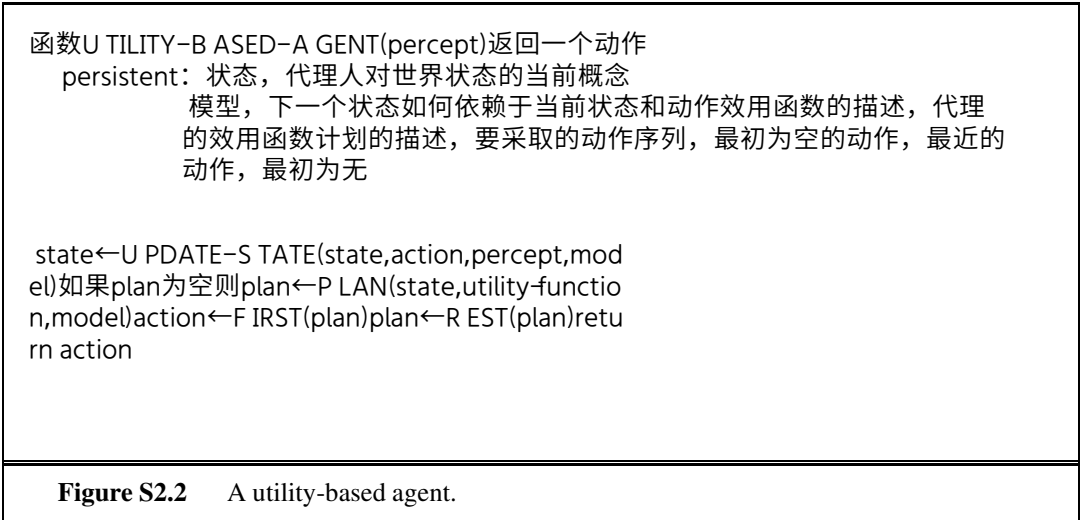 函数U TILITY-B ASED-A GENT(percept)返回一个动作
persistent：状态，代理人对世界状态的当前概念
模型，下一个状态如何依赖于当前状态和动作效用函数的描述，代理
的效用函数计划的描述，要采取的动作序列，最初为空的动作，最近的
动作，最初为无
state←U PDATE-S TATE(state,action,percept,mod
el)如果plan为空则plan←P LAN(state,utility-functio
n,model)action←F IRST(plan)plan←R EST(plan)retu
rn action
Figure S2.2 A utility-based agent.